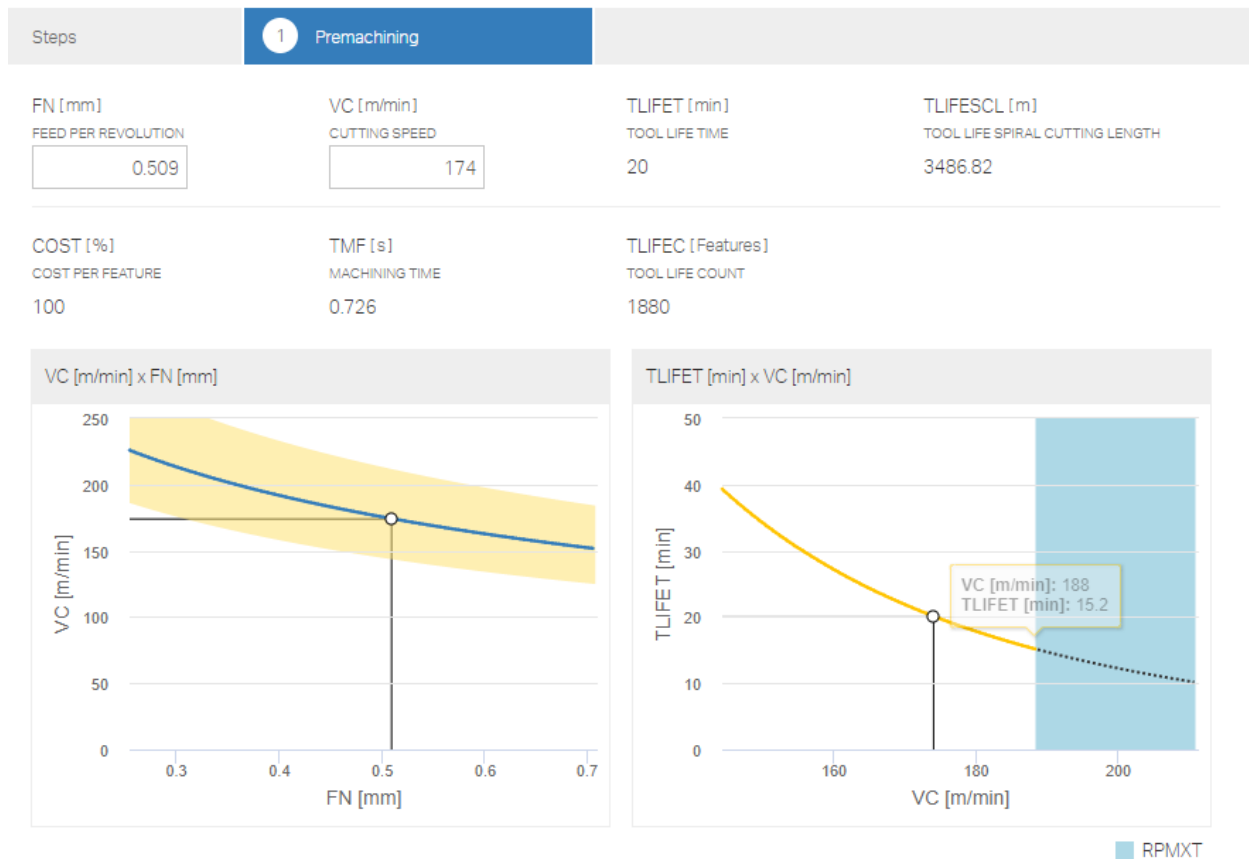 Steps
1 Premachining
FN [mm]
FEED PER REVOLUTION
0.509
VC [m/min]
CUTTING SPEED
174
TLIFET [min]
TOOL LIFE TIME
20
TLIFESCL [m]
TOOL LIFE SPIRAL CUTTING LENGTH
3486.82
COST [%]
COST PER FEATURE
100
TMF [s]
MACHINING TIME
0.726
TLIFEC [Features]
TOOL LIFE COUNT
1880
VC [m/min] x FN [mm]
VC [m/min]
250
200
150
100
50
0
0.3 0.4 0.5 0.6 0.7
FN [mm]
TLIFET [min] x VC [m/min]
TLIFET [min]
50
40
30
20
10
0
VC [m/min]: 188
TLIFET [min]: 15.2
160 180 200
VC [m/min]
RPMXT